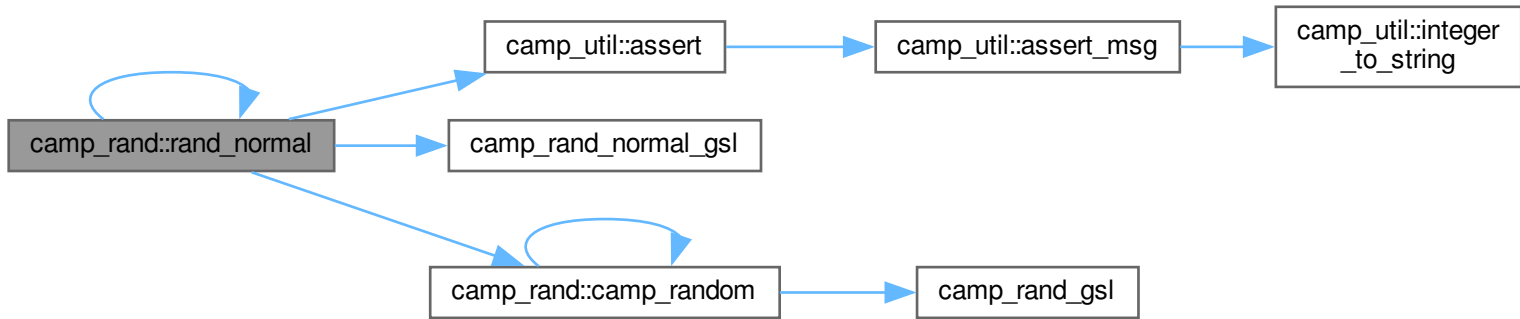 camp_rand::rand_normal
camp_util::assert
camp_util::assert_msg
camp_util::integer
_to_string
camp_rand_normal_gsl
camp_rand::camp_random
camp_rand_gsl